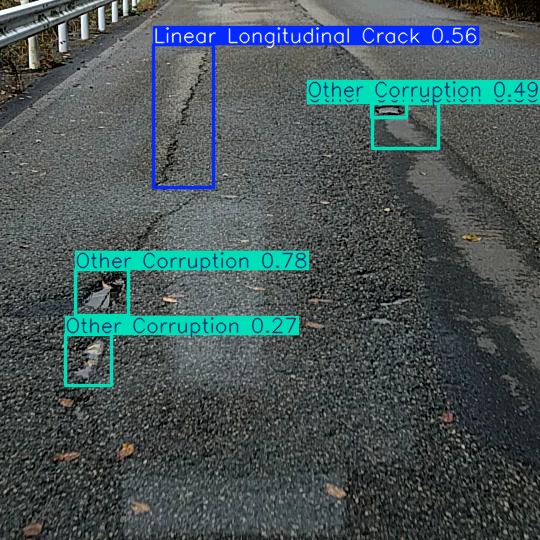 Linear Longitudinal Crack 0.56
Other Corruption 0.49
Other Corruption 0.78
Other Corruption 0.27